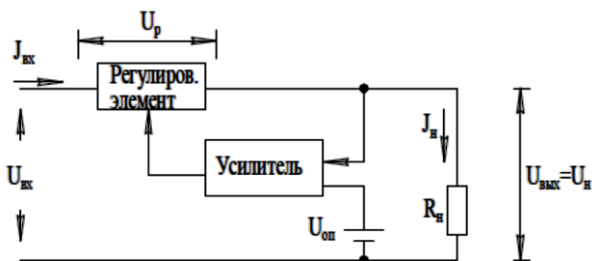 Uр
Jвх
Регулиров.
элемент
Jн
Усилитель
Uвх
Uвых=Uн
Rн
Uоп